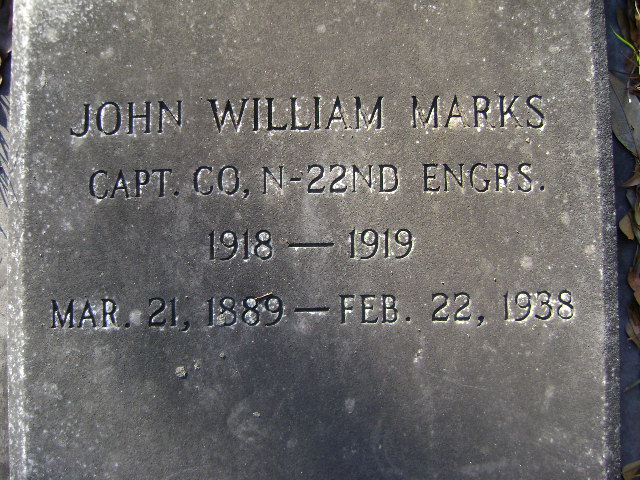 JOHN WILLIAM MARKS
CAPT. CO, N-22ND ENGRS.
1918 — 1919
MAR. 21, 1889 — FEB. 22, 1938